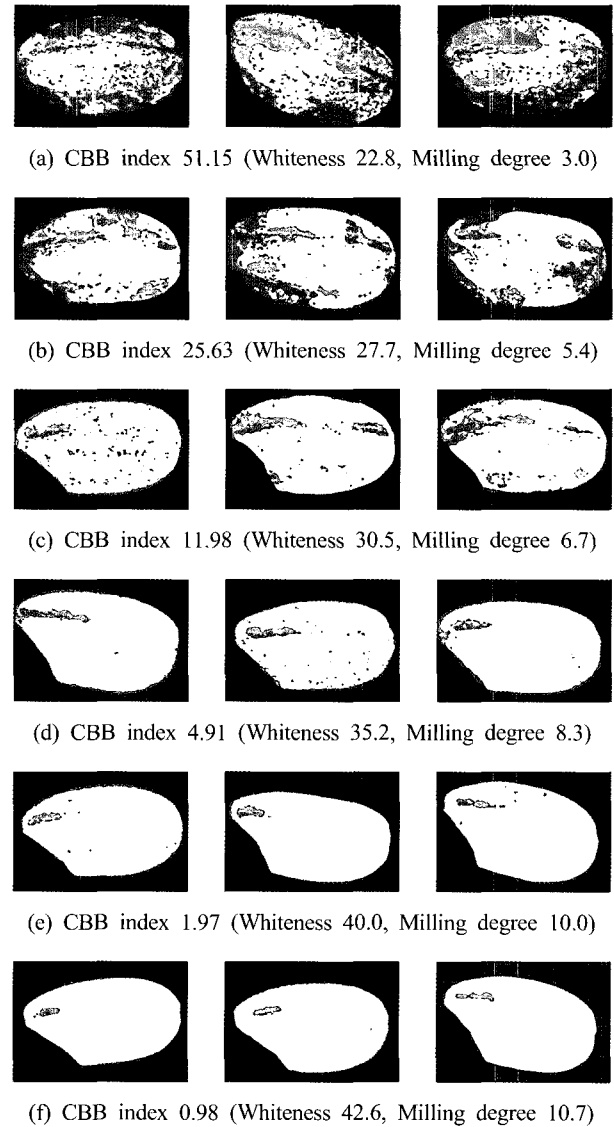 (a) CBB index 51.15 (Whiteness 22.8, Milling degree 3.0)
(b) CBB index 25.63 (Whiteness 27.7, Milling degree 5.4)
(c) CBB index 11.98 (Whiteness 30.5, Milling degree 6.7)
(d) CBB index 4.91 (Whiteness 35.2, Milling degree 8.3)
(e) CBB index 1.97 (Whiteness 40.0, Milling degree 10.0)
(f) CBB index 0.98 (Whiteness 42.6, Milling degree 10.7)